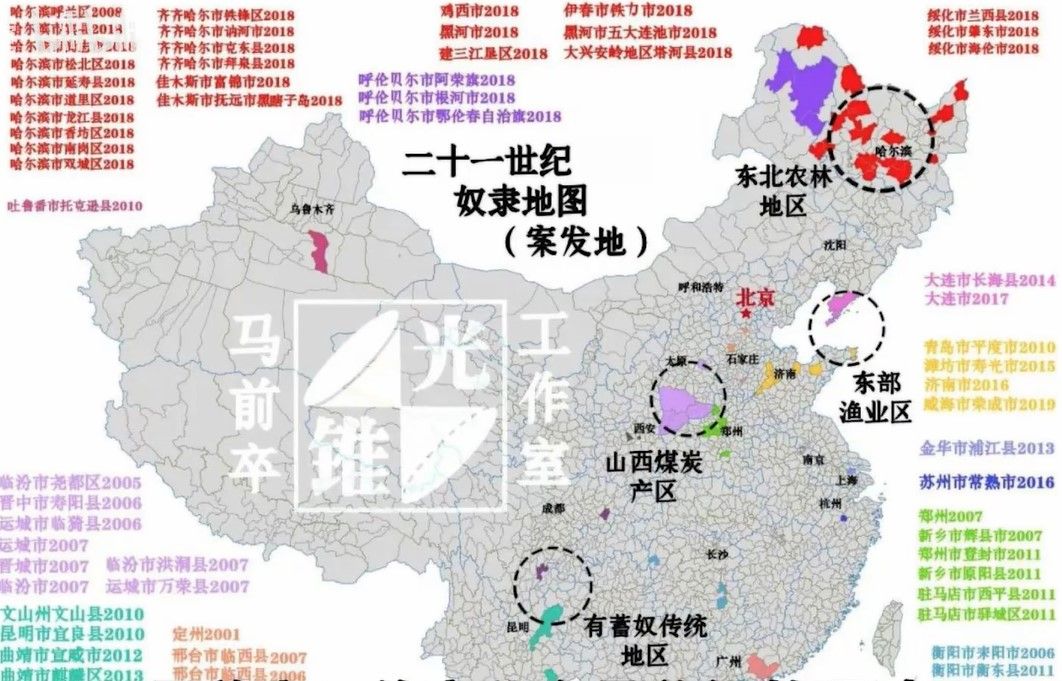 哈尔滨呼兰区2008
哈尔滨市松北区2018
哈尔滨市延寿县2018
哈尔滨市道里区2018
哈尔滨市龙江县2018
哈尔滨市香坊区2018
哈尔滨市南岗区2018
哈尔滨市双城区2018
齐齐哈尔市铁锋区2018
齐齐哈尔市讷河市2018
齐齐哈尔市克东县2018
齐齐哈尔市拜泉县2018
佳木斯市富锦市2018
佳木斯市抚远市黑瞎子岛2018
鸡西市2018
黑河市2018
建三江垦区2018
伊春市铁力市2018
黑河市五大连池市2018
大兴安岭地区塔河县2018
绥化市兰西县2018
绥化市肇东市2018
绥化市海伦市2018
呼伦贝尔市阿荣旗2018
呼伦贝尔市根河市2018
呼伦贝尔市鄂伦春自治旗2018
二十一世纪
奴隶地图
（案发地）
吐鲁番市托克逊县2010
乌鲁木齐
哈尔滨
东北农林
地区
沈阳
呼和浩特
北京
大连市长海县2014
大连市2017
马前卒
光锥
工作室
太原
石家庄
济南
东部
渔业区
青岛市平度市2010
潍坊市寿光市2015
济南市2016
威海市荣成市2019
西安
郑州
山西煤炭
产区
南京
上海
杭州
金华市浦江县2013
苏州市常熟市2016
临汾市尧都区2005
晋中市寿阳县2006
运城市临猗县2006
运城市2007
晋城市2007
临汾市洪洞县2007
临汾市2007
运城市万荣县2007
成都
长沙
郑州2007
新乡市辉县市2007
郑州市登封市2011
新乡市原阳县2011
驻马店市西平县2011
驻马店市驿城区2011
文山州文山县2010
昆明市宜良县2010
曲靖市宣威市2012
曲靖市麒麟区2013
定州2001
邢台市临西县2007
邢台市临西县2006
昆明
有蓄奴传统
地区
广州
衡阳市耒阳市2006
衡阳市衡东县2011